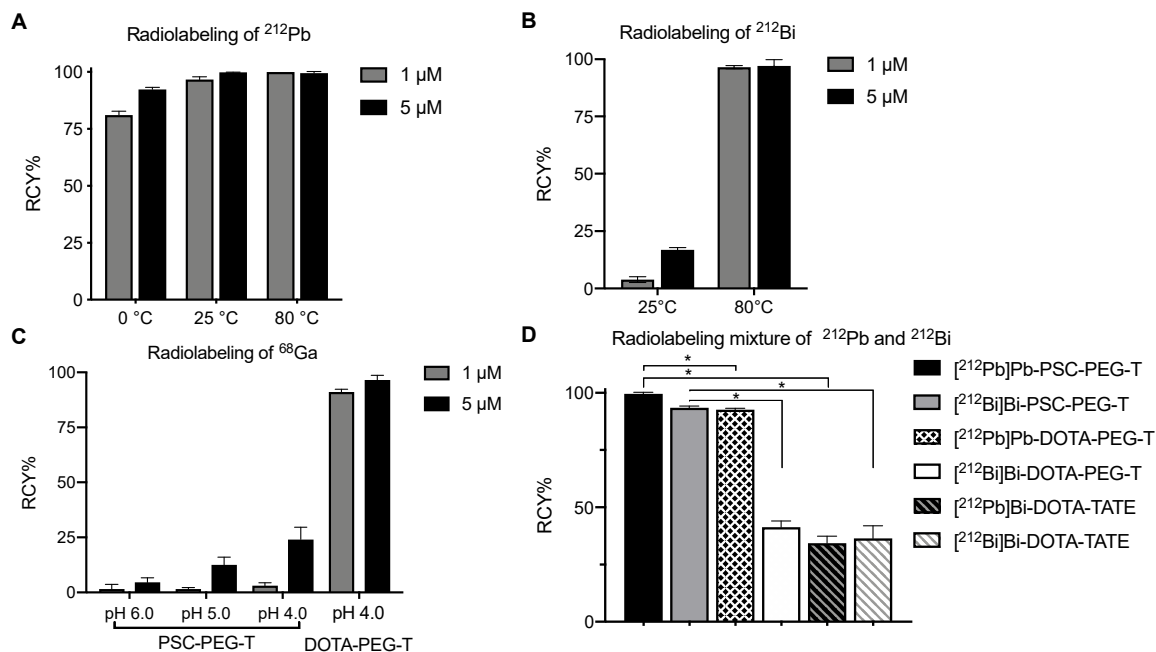 A
Radiolabeling of ²¹²Pb
RCY%
100
75
50
25
0
0 °C
25 °C
80 °C
1 µM
5 µM
B
Radiolabeling of ²¹²Bi
RCY%
100
75
50
25
0
25°C
80°C
1 µM
5 µM
C
Radiolabeling of ⁶⁸Ga
RCY%
100
75
50
25
0
pH 6.0
pH 5.0
pH 4.0
pH 4.0
PSC-PEG-T
DOTA-PEG-T
1 µM
5 µM
D
Radiolabeling mixture of ²¹²Pb and ²¹²Bi
RCY%
100
50
0
*
*
*
*
[²¹²Pb]Pb-PSC-PEG-T
[²¹²Bi]Bi-PSC-PEG-T
[²¹²Pb]Pb-DOTA-PEG-T
[²¹²Bi]Bi-DOTA-PEG-T
[²¹²Pb]Bi-DOTA-TATE
[²¹²Bi]Bi-DOTA-TATE